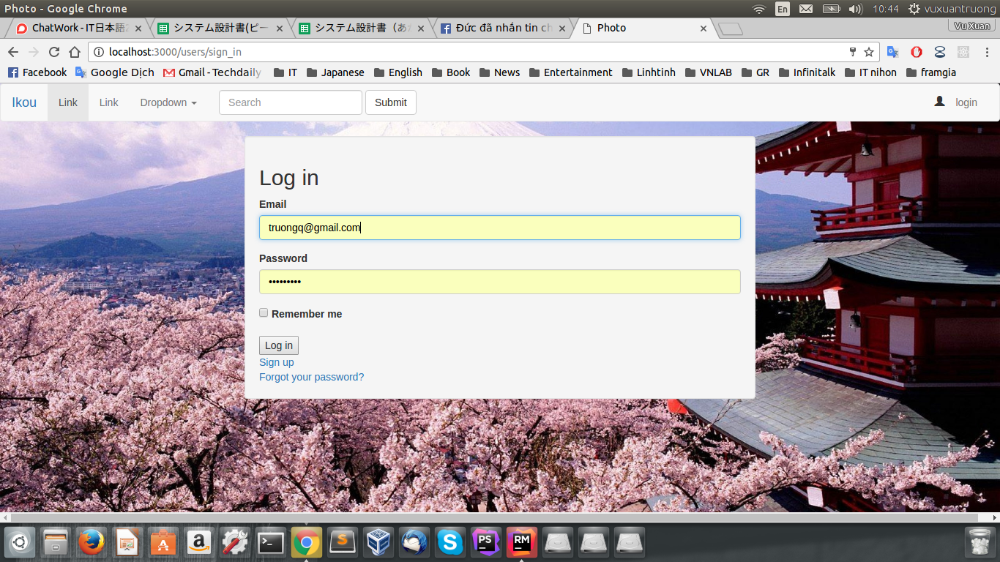 Photo - Google Chrome
En
10:44
vuxuantruong
ChatWork - IT日本語2
システム設計書(ピー
システム設計書（あか
Đức đã nhắn tin ch
Photo
Vu Xuan
localhost:3000/users/sign_in
Facebook
Google Dịch
Gmail - Techdaily
IT
Japanese
English
Book
News
Entertainment
Linhtinh
VNLAB
GR
Infinitalk
IT nihon
framgia
Ikou
Link
Link
Dropdown
Search
Submit
login
Log in
Email
truongq@gmail.com
Password
•••••••••
Remember me
Log in
Sign up
Forgot your password?
PS
RM